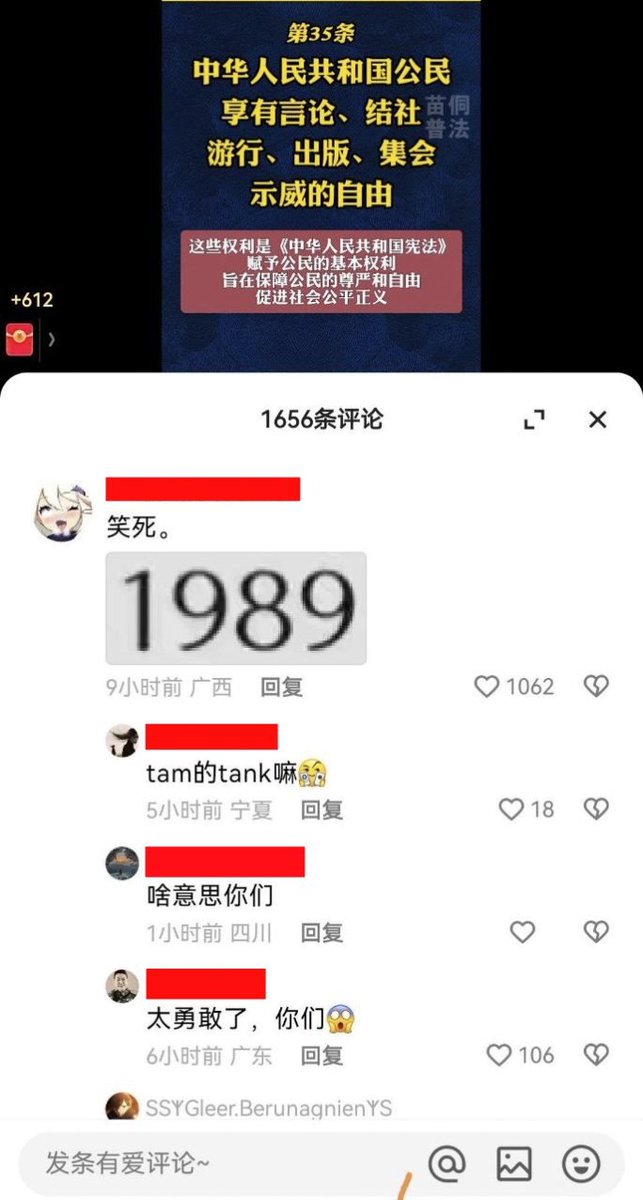 第35条
中华人民共和国公民
享有言论、结社
游行、出版、集会
示威的自由
苗侗
普法
这些权利是《中华人民共和国宪法》
赋予公民的基本权利
旨在保障公民的尊严和自由
促进社会公平正义
+612
1656条评论
笑死。
1989
9小时前 广西 回复 1062
tam的tank嘛
5小时前 宁夏 回复 18
啥意思你们
1小时前 四川 回复
太勇敢了，你们
6小时前 广东 回复 106
SSƔGleer.BerunagnienƔS
发条有爱评论~